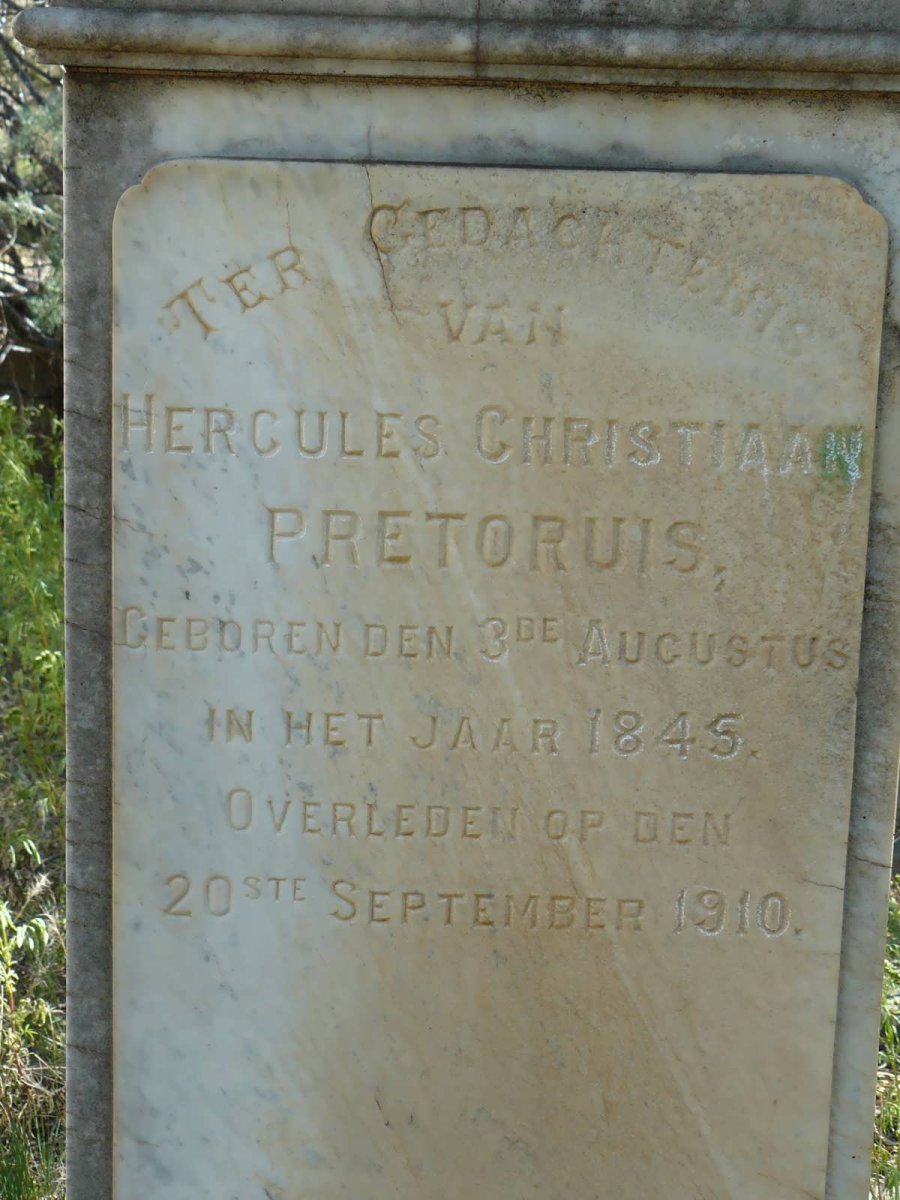 TER GEDACHTENIS
VAN
HERCULES CHRISTIAAN
PRETORUIS,
GEBOREN DEN 3DE AUGUSTUS
IN HET JAAR 1845.
OVERLEDEN OP DEN
20STE SEPTEMBER 1910.